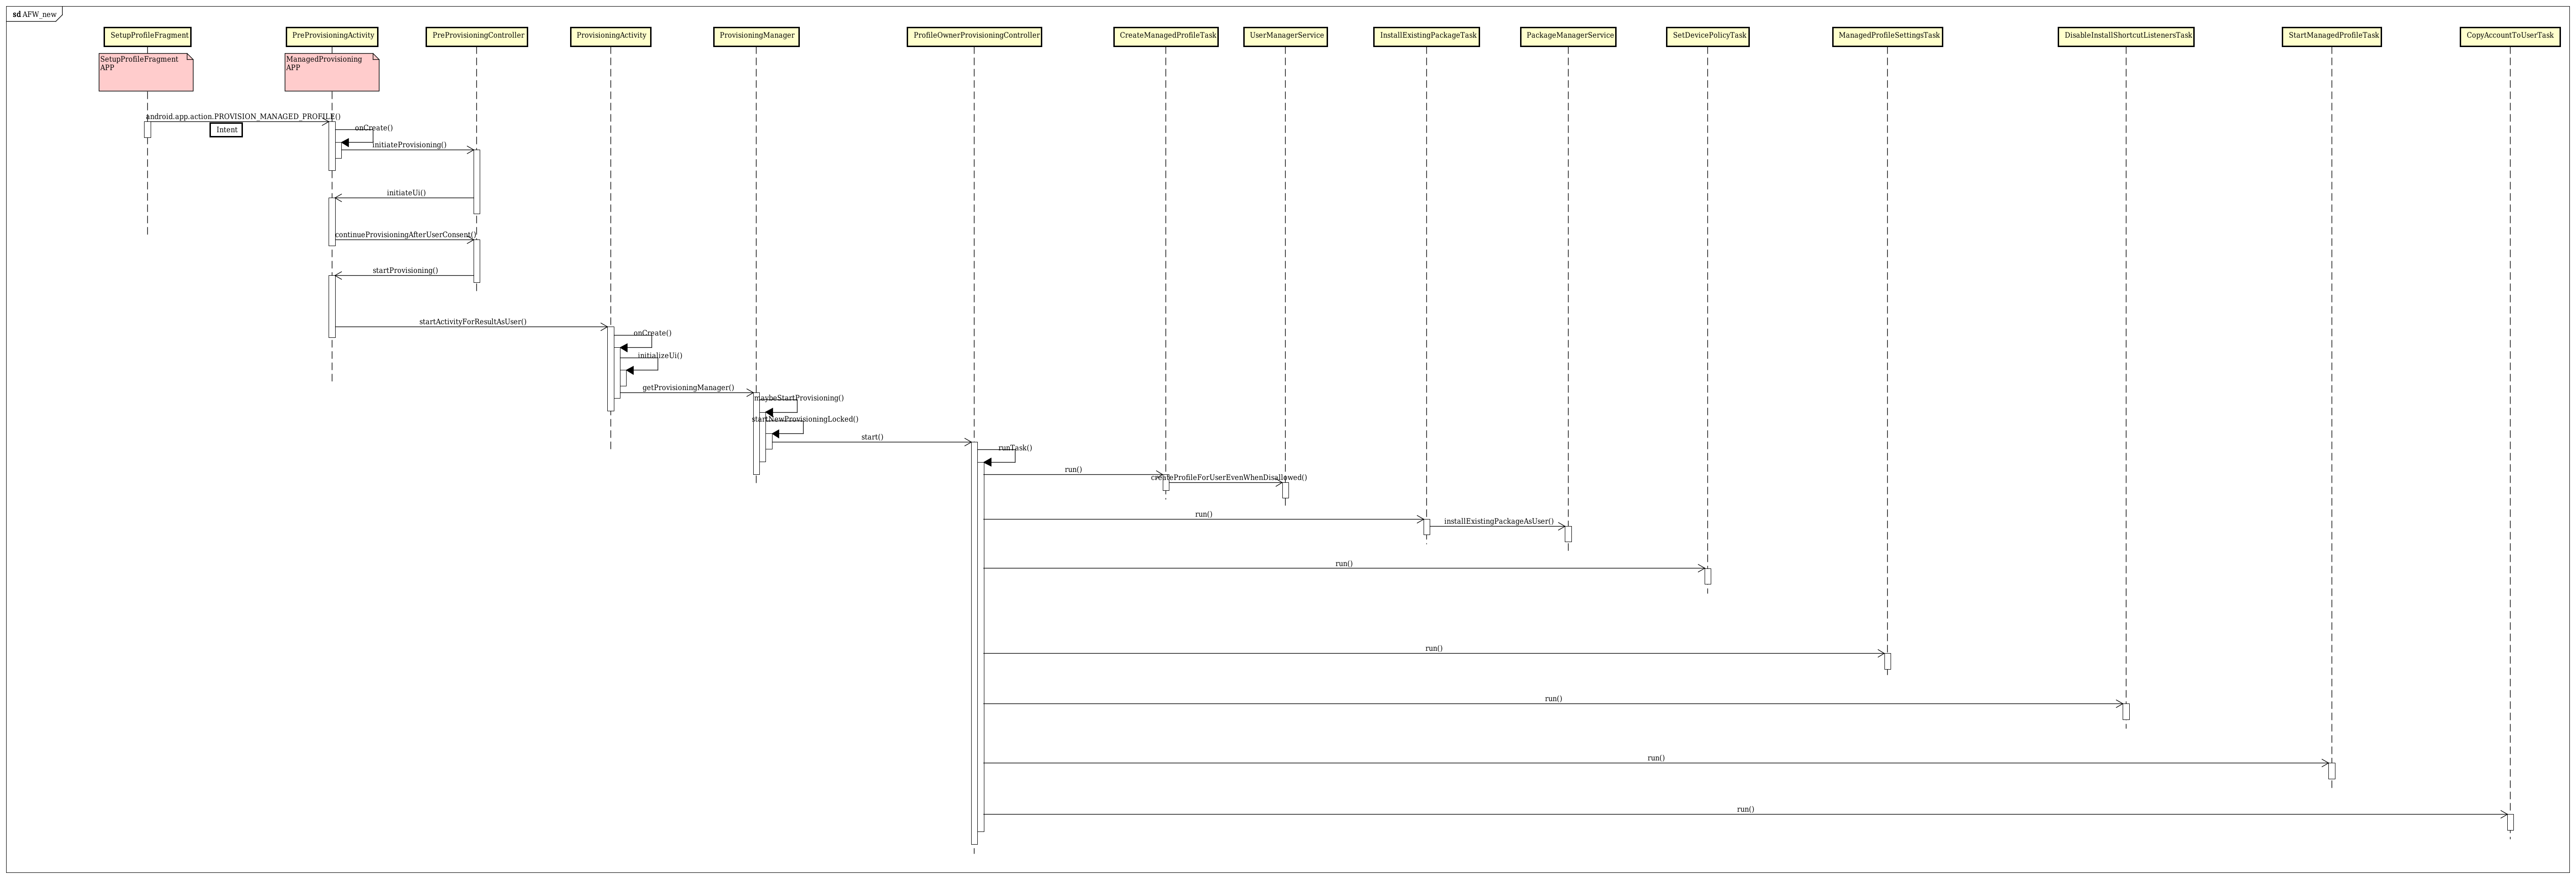 sd AFW_new
SetupProfileFragment
PreProvisioningActivity
PreProvisioningController
ProvisioningActivity
ProvisioningManager
ProfileOwnerProvisioningController
CreateManagedProfileTask
UserManagerService
InstallExistingPackageTask
PackageManagerService
SetDevicePolicyTask
ManagedProfileSettingsTask
DisableInstallShortcutListenersTask
StartManagedProfileTask
CopyAccountToUserTask
SetupProfileFragment
APP
ManagedProvisioning
APP
android.app.action.PROVISION_MANAGED_PROFILE()
Intent
onCreate()
initiateProvisioning()
initiateUi()
continueProvisioningAfterUserConsent()
startProvisioning()
startActivityForResultAsUser()
onCreate()
initializeUi()
getProvisioningManager()
maybeStartProvisioning()
startNewProvisioningLocked()
start()
runTask()
run()
createProfileForUserEvenWhenDisallowed()
run()
installExistingPackageAsUser()
run()
run()
run()
run()
run()